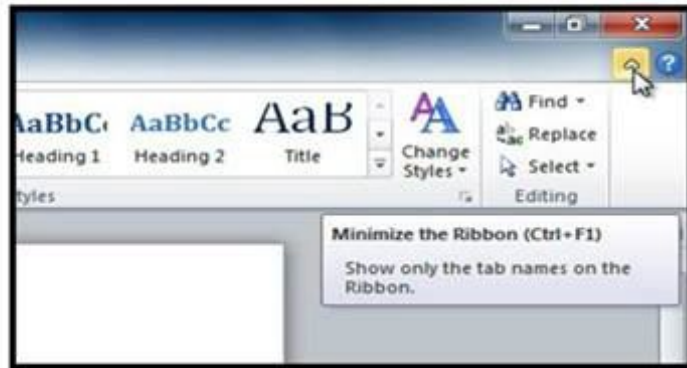 AaBbC
AaBbCc
AaB
Heading 1
Heading 2
Title
Change
Styles
Find
Replace
Select
Editing
Minimize the Ribbon (Ctrl+F1)
Show only the tab names on the
Ribbon.